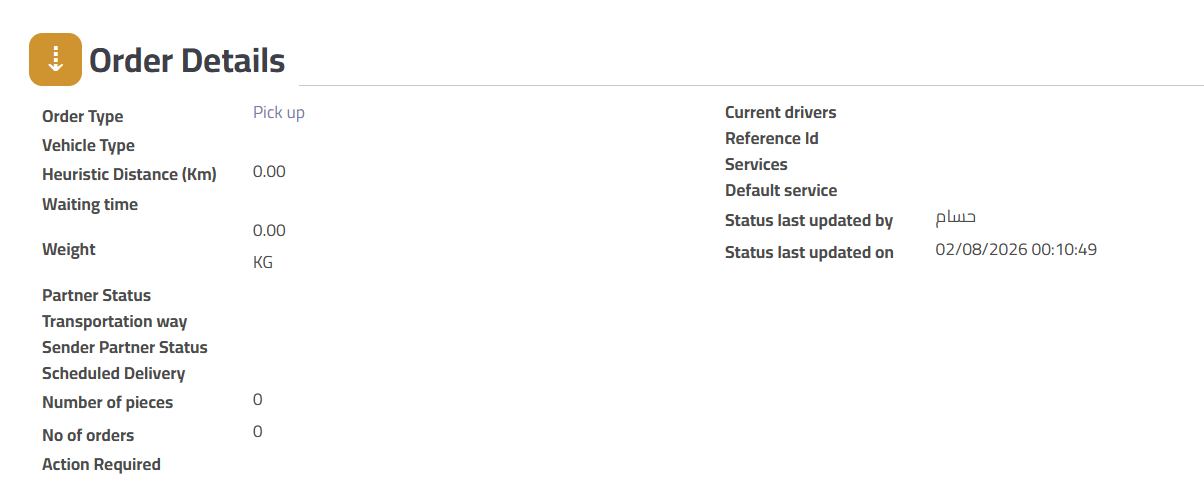 Order Details
Order Type Pick up
Vehicle Type
Heuristic Distance (Km) 0.00
Waiting time
Weight 0.00 KG
Partner Status
Transportation way
Sender Partner Status
Scheduled Delivery
Number of pieces 0
No of orders 0
Action Required
Current drivers
Reference Id
Services
Default service
Status last updated by حسام
Status last updated on 02/08/2026 00:10:49